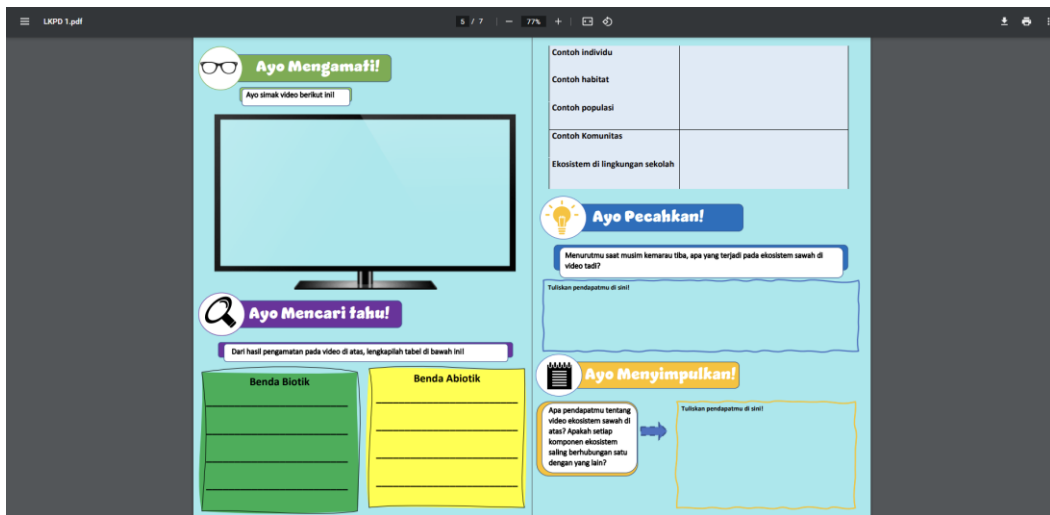 LKPD 1.pdf
5 / 7
77%
Ayo Mengamati!
Ayo simak video berikut ini!
Ayo Mencari tahu!
Dari hasil pengamatan pada video di atas, lengkapilah tabel di bawah ini!
Benda Biotik
Benda Abiotik
Contoh individu
Contoh habitat
Contoh populasi
Contoh Komunitas
Ekosistem di lingkungan sekolah
Ayo Pecahkan!
Menurutmu saat musim kemarau tiba, apa yang terjadi pada ekosistem sawah di
video tadi?
Tuliskan pendapatmu di sini!
Ayo Menyimpulkan!
Apa pendapatmu tentang
video ekosistem sawah di
atas? Apakah setiap
komponen ekosistem
saling berhubungan satu
dengan yang lain?
Tuliskan pendapatmu di sini!